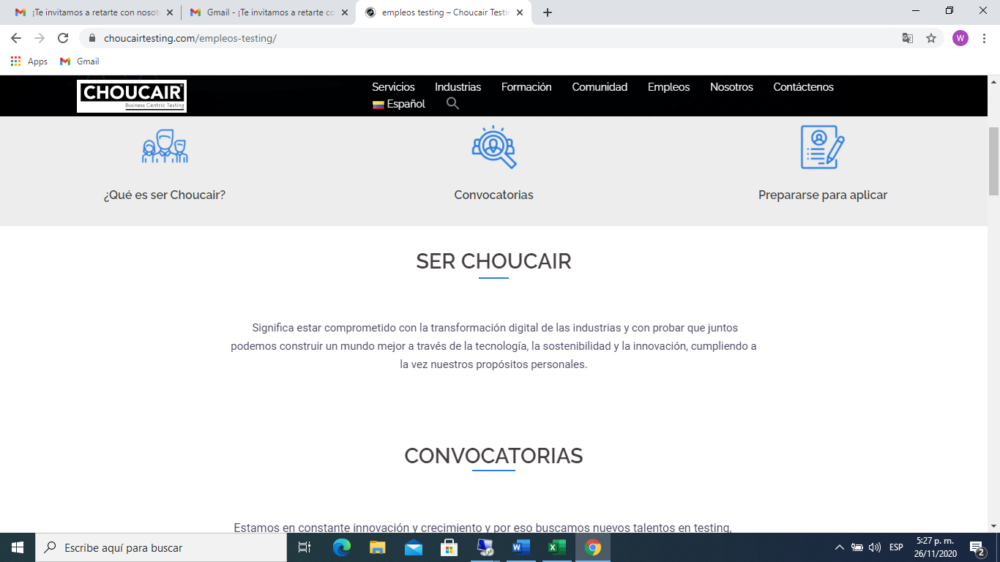 ¡Te invitamos a retarte con nosot
Gmail - ¡Te invitamos a retarte co
empleos testing – Choucair Testin
choucairtesting.com/empleos-testing/
W
Apps
Gmail
CHOUCAIR
Business Centric Testing
Servicios Industrias Formación Comunidad Empleos Nosotros Contáctenos
Español
¿Qué es ser Choucair?
Convocatorias
Prepararse para aplicar
SER CHOUCAIR
Significa estar comprometido con la transformación digital de las industrias y con probar que juntos
podemos construir un mundo mejor a través de la tecnología, la sostenibilidad y la innovación, cumpliendo a
la vez nuestros propósitos personales.
CONVOCATORIAS
Estamos en constante innovación y crecimiento y por eso buscamos nuevos talentos en testing,
Escribe aquí para buscar
ESP
5:27 p. m.
26/11/2020
2